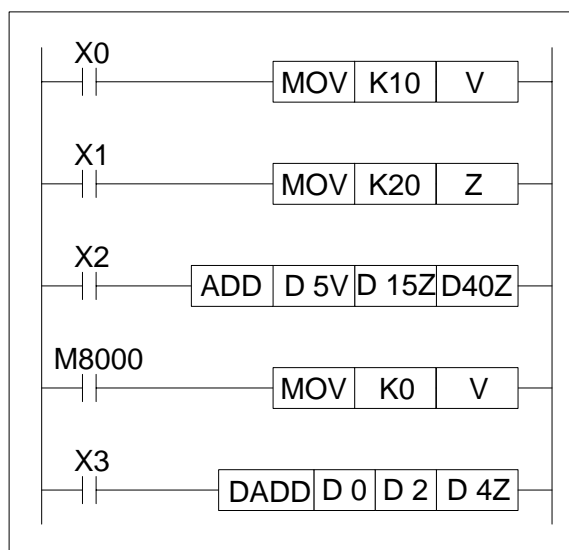 X0
MOV K10 V
X1
MOV K20 Z
X2
ADD D 5V D 15Z D40Z
M8000
MOV K0 V
X3
DADD D 0 D 2 D 4Z